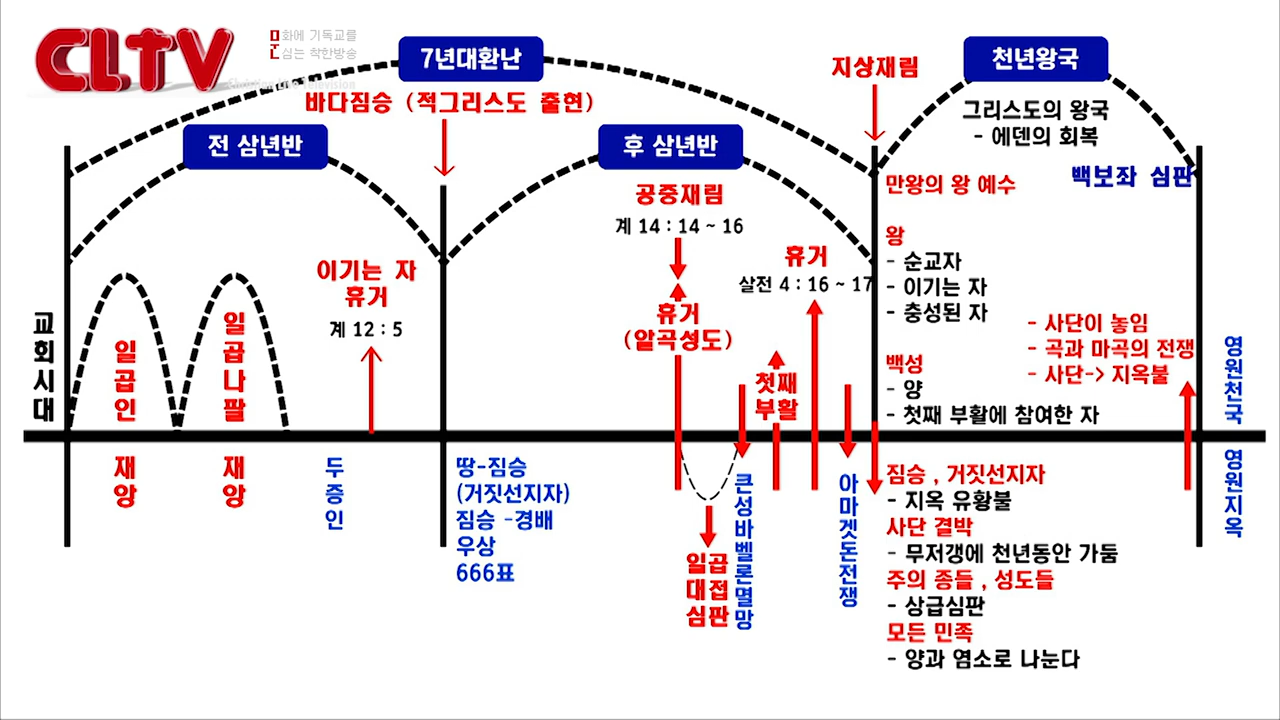 CLTV
문화에 기독교를
심는 착한방송
Christian Live Television
7년대환난
바다짐승 (적그리스도 출현)
지상재림
천년왕국
그리스도의 왕국
- 에덴의 회복
백보좌 심판
전 삼년반
후 삼년반
공중재림
계 14 : 14 ~ 16
만왕의 왕 예수
왕
- 순교자
- 이기는 자
- 충성된 자
휴거
살전 4 : 16 ~ 17
이기는 자
휴거
계 12 : 5
휴거
(알곡성도)
교회시대
일곱인
일곱나팔
첫째
부활
백성
- 양
- 첫째 부활에 참여한 자
- 사단이 놓임
- 곡과 마곡의 전쟁
- 사단-> 지옥불
영원천국
재앙
재앙
두증인
땅-짐승
(거짓선지자)
짐승 -경배
우상
666표
일곱
대접
심판
큰성바벨론멸망
아마겟돈전쟁
짐승 , 거짓선지자
- 지옥 유황불
사단 결박
- 무저갱에 천년동안 가둠
주의 종들 , 성도들
- 상급심판
모든 민족
- 양과 염소로 나눈다
영원지옥